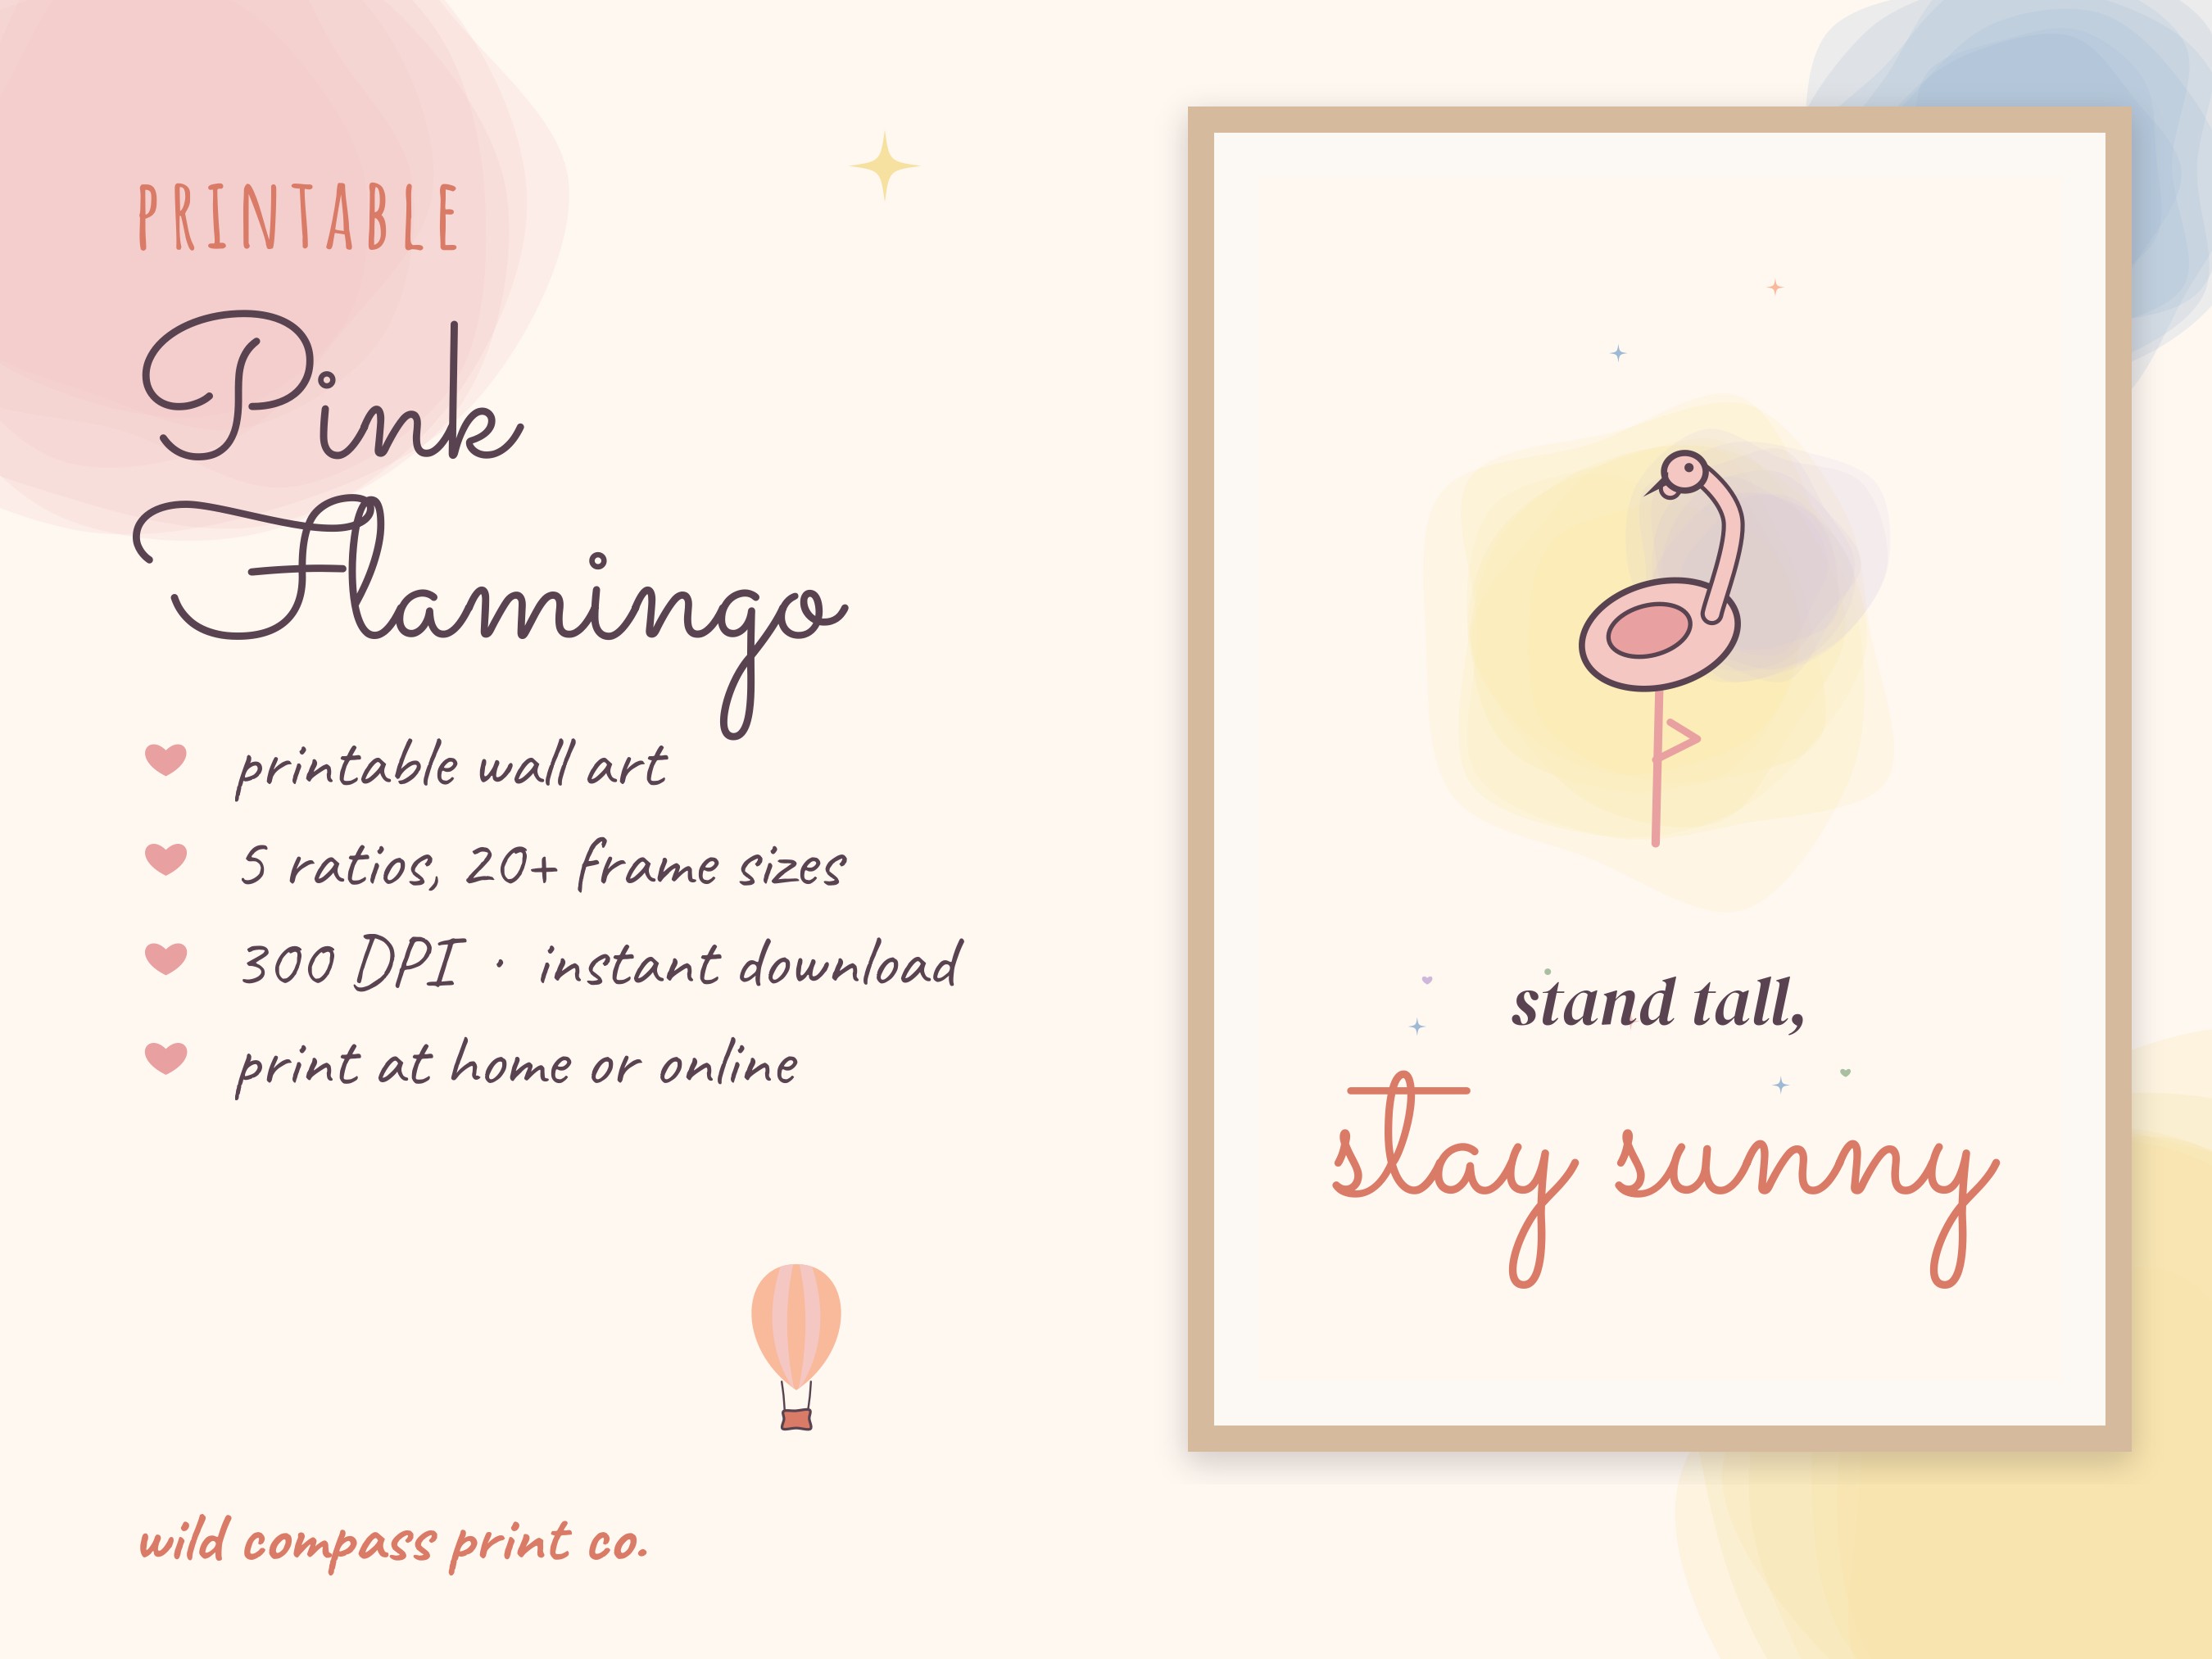 PRINTABLE
Pink
Flamingo
printable wall art
5 ratios, 20+ frame sizes
300 DPI · instant download
print at home or online
wild compass print co.
stand tall,
stay sunny